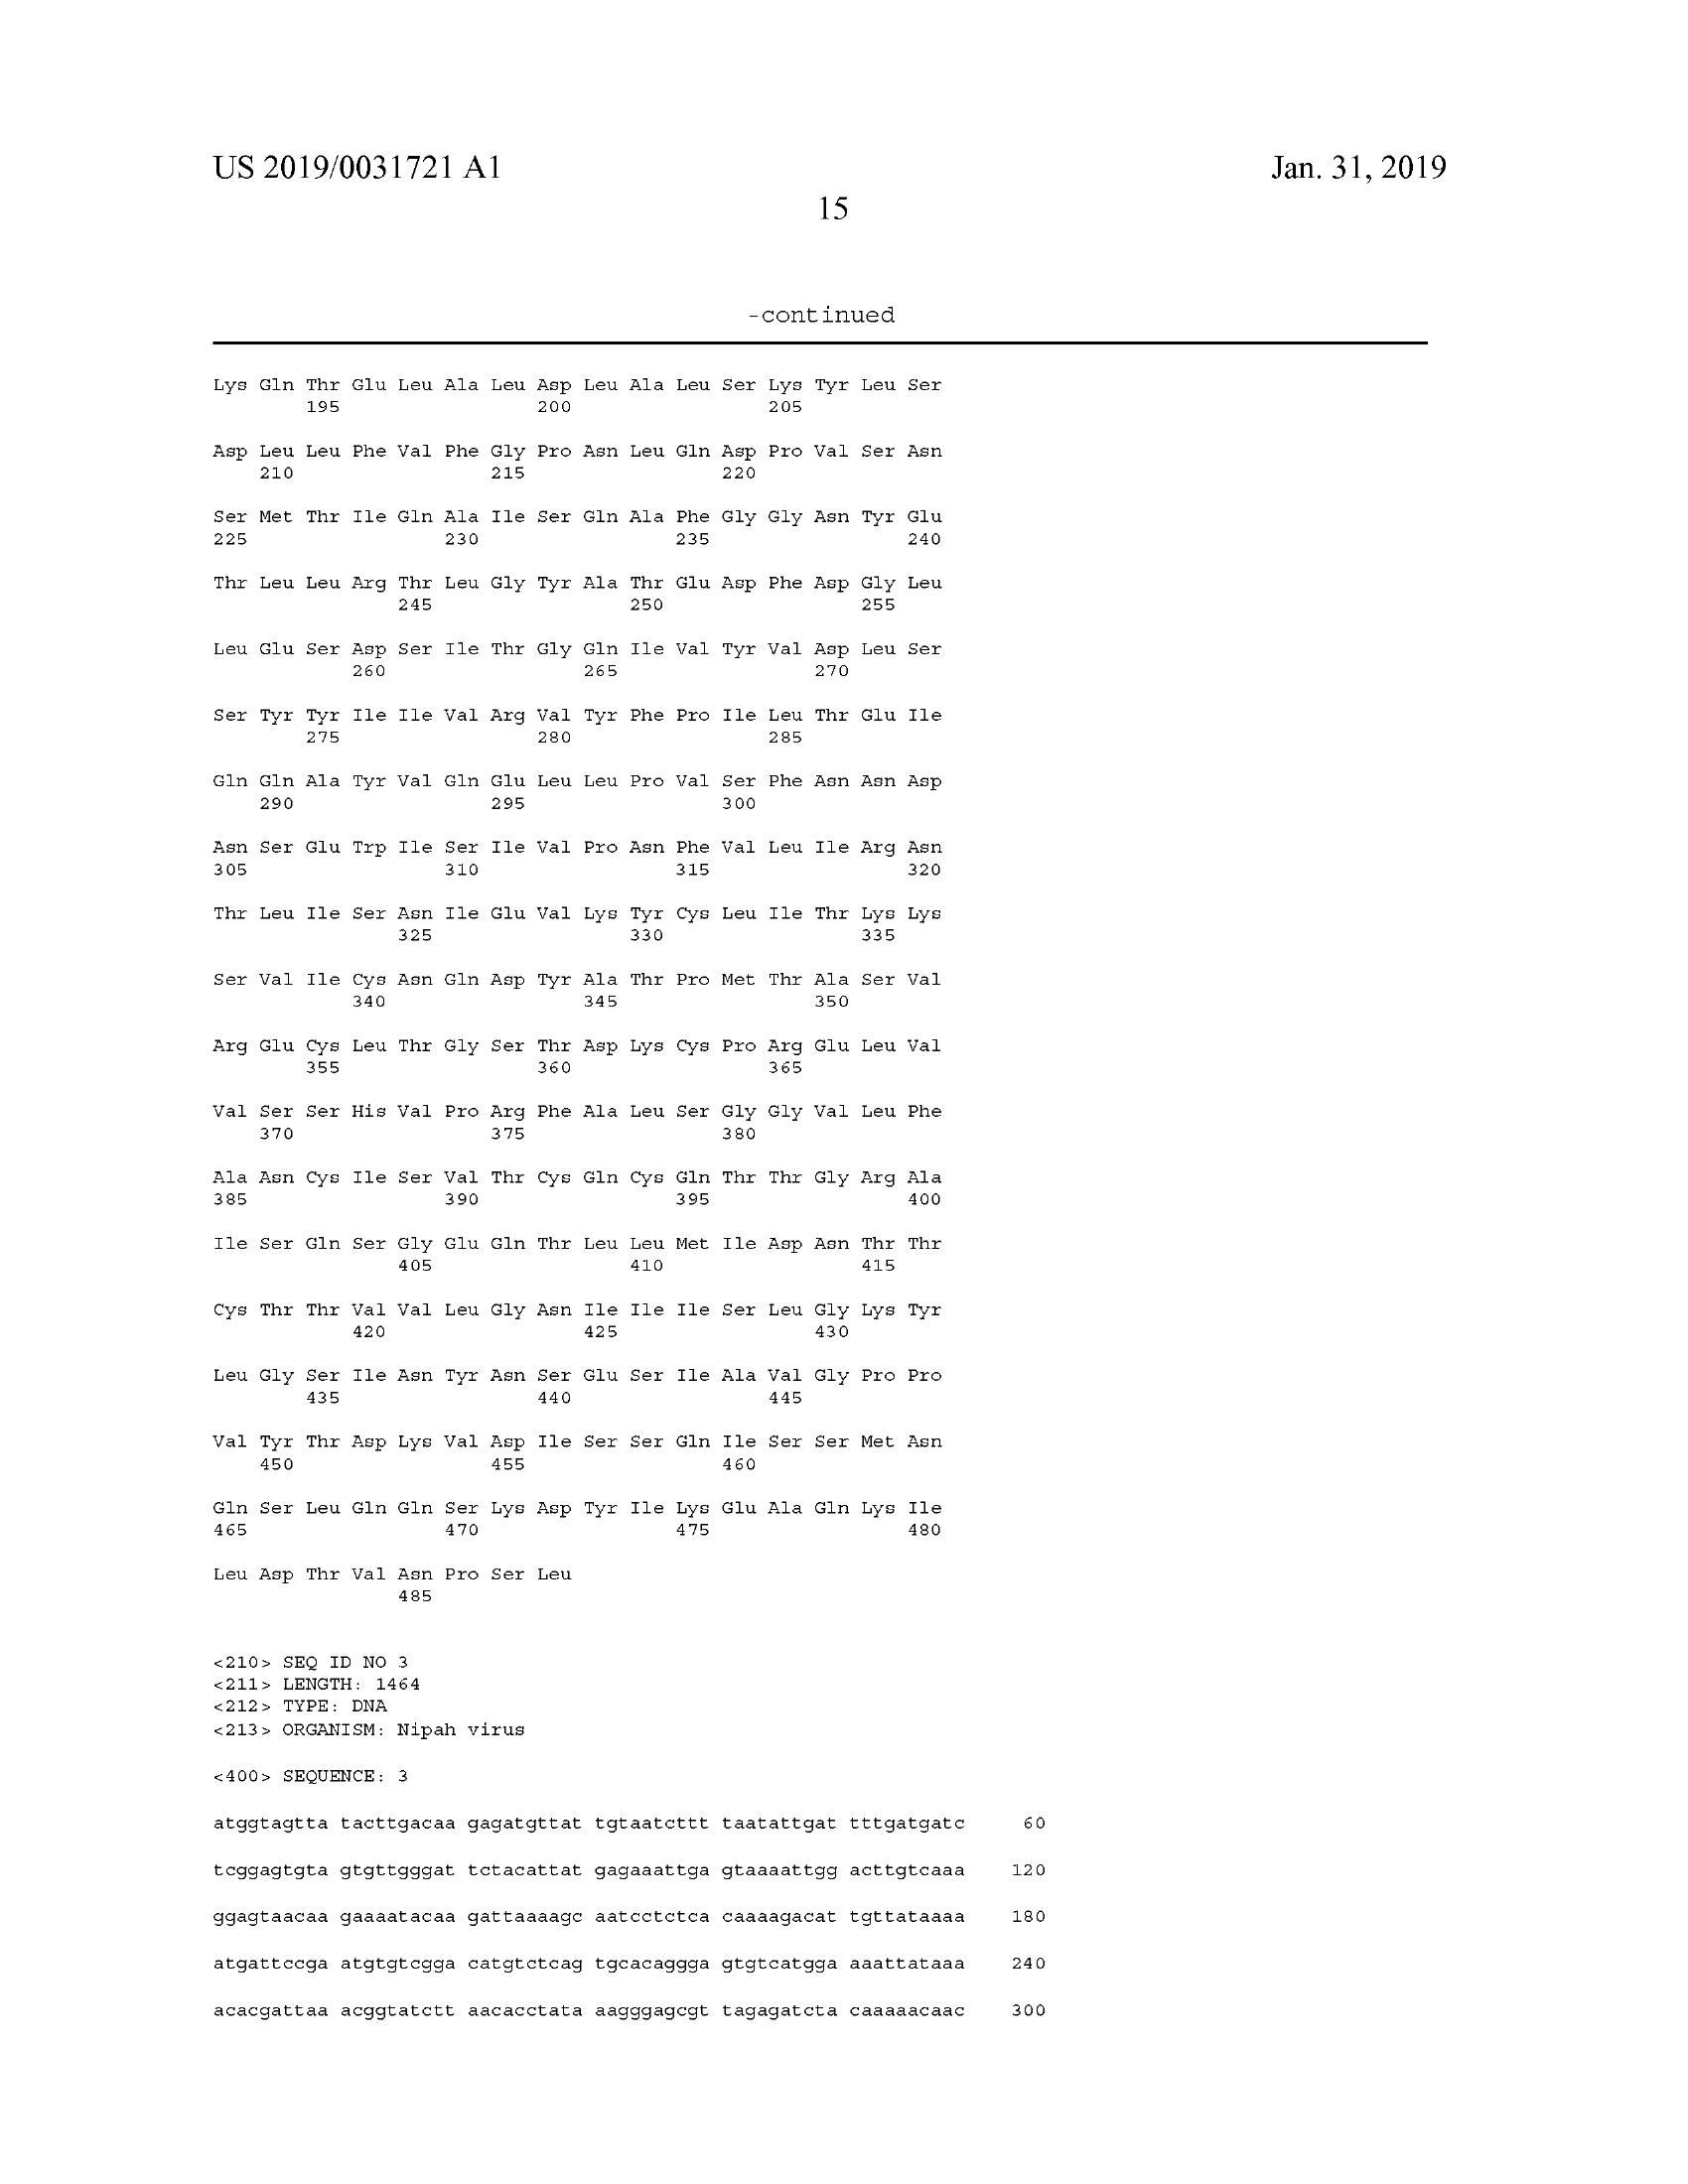 US 2019/0031721 A1
Jan. 31, 2019
15
-continued
Lys Gln Thr Glu Leu Ala Leu Asp Leu Ala Leu Ser Lys Tyr Leu Ser
195 200 205
Asp Leu Leu Phe Val Phe Gly Pro Asn Leu Gln Asp Pro Val Ser Asn
210 215 220
Ser Met Thr Ile Gln Ala Ile Ser Gln Ala Phe Gly Gly Asn Tyr Glu
225 230 235 240
Thr Leu Leu Arg Thr Leu Gly Tyr Ala Thr Glu Asp Phe Asp Gly Leu
245 250 255
Leu Glu Ser Asp Ser Ile Thr Gly Gln Ile Val Tyr Val Asp Leu Ser
260 265 270
Ser Tyr Tyr Ile Ile Val Arg Val Tyr Phe Pro Ile Leu Thr Glu Ile
275 280 285
Gln Gln Ala Tyr Val Gln Glu Leu Leu Pro Val Ser Phe Asn Asn Asp
290 295 300
Asn Ser Glu Trp Ile Ser Ile Val Pro Asn Phe Val Leu Ile Arg Asn
305 310 315 320
Thr Leu Ile Ser Asn Ile Glu Val Lys Tyr Cys Leu Ile Thr Lys Lys
325 330 335
Ser Val Ile Cys Asn Gln Asp Tyr Ala Thr Pro Met Thr Ala Ser Val
340 345 350
Arg Glu Cys Leu Thr Gly Ser Thr Asp Lys Cys Pro Arg Glu Leu Val
355 360 365
Val Ser Ser His Val Pro Arg Phe Ala Leu Ser Gly Gly Val Leu Phe
370 375 380
Ala Asn Cys Ile Ser Val Thr Cys Gln Cys Gln Thr Thr Gly Arg Ala
385 390 395 400
Ile Ser Gln Ser Gly Glu Gln Thr Leu Leu Met Ile Asp Asn Thr Thr
405 410 415
Cys Thr Thr Val Val Leu Gly Asn Ile Ile Ile Ser Leu Gly Lys Tyr
420 425 430
Leu Gly Ser Ile Asn Tyr Asn Ser Glu Ser Ile Ala Val Gly Pro Pro
435 440 445
Val Tyr Thr Asp Lys Val Asp Ile Ser Ser Gln Ile Ser Ser Met Asn
450 455 460
Gln Ser Leu Gln Gln Ser Lys Asp Tyr Ile Lys Glu Ala Gln Lys Ile
465 470 475 480
Leu Asp Thr Val Asn Pro Ser Leu
485
<210> SEQ ID NO 3
<211> LENGTH: 1464
<212> TYPE: DNA
<213> ORGANISM: Nipah virus
<400> SEQUENCE: 3
atggtagtta tacttgacaa gagatgttat tgtaatcttt taatattgat tttgatgatc 60
tcggagtgta gtgttgggat tctacattat gagaaattga gtaaaattgg acttgtcaaa 120
ggagtaacaa gaaaatacaa gattaaaagc aatcctctca caaaagacat tgttataaaa 180
atgattccga atgtgtcgga catgtctcag tgcacaggga gtgtcatgga aaattataaa 240
acacgattaa acggtatctt aacacctata aagggagcgt tagagatcta caaaaacaac 300